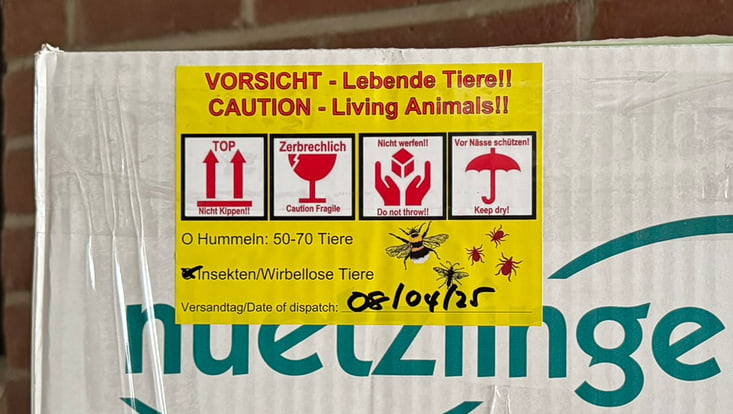 VORSICHT - Lebende Tiere!!
CAUTION - Living Animals!!
TOP
Nicht Kippen!!
Zerbrechlich
Caution Fragile
Nicht werfen!!
Do not throw!!
Vor Nässe schützen!
Keep dry!
O Hummeln: 50-70 Tiere
Insekten/Wirbellose Tiere
Versandtag/Date of dispatch: 08/04/25
nuetzlinge